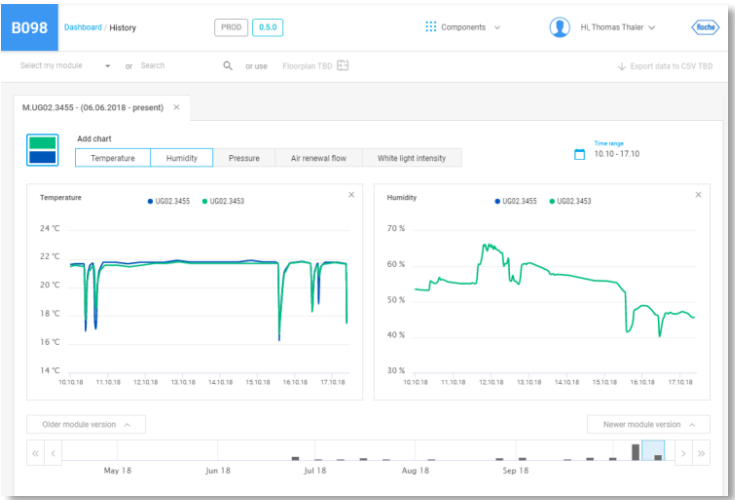 B098 Dashboard / History PROD 0.5.0 Components Hi, Thomas Thaler Roche
Select my module or Search or use Floorplan TBD Export data to CSV TBD
M.UG02.3455 - (06.06.2018 - present) ×
Add chart
Temperature Humidity Pressure Air renewal flow White light intensity
Time range
10.10 - 17.10
Temperature UG02.3455 UG02.3453 ×
24 °C
22 °C
20 °C
18 °C
16 °C
14 °C
10.10.18 11.10.18 12.10.18 13.10.18 14.10.18 15.10.18 16.10.18 17.10.18
Humidity UG02.3455 UG02.3453 ×
70 %
60 %
50 %
40 %
30 %
10.10.18 11.10.18 12.10.18 13.10.18 14.10.18 15.10.18 16.10.18 17.10.18
Older module version Newer module version
« < > »
May 18 Jun 18 Jul 18 Aug 18 Sep 18